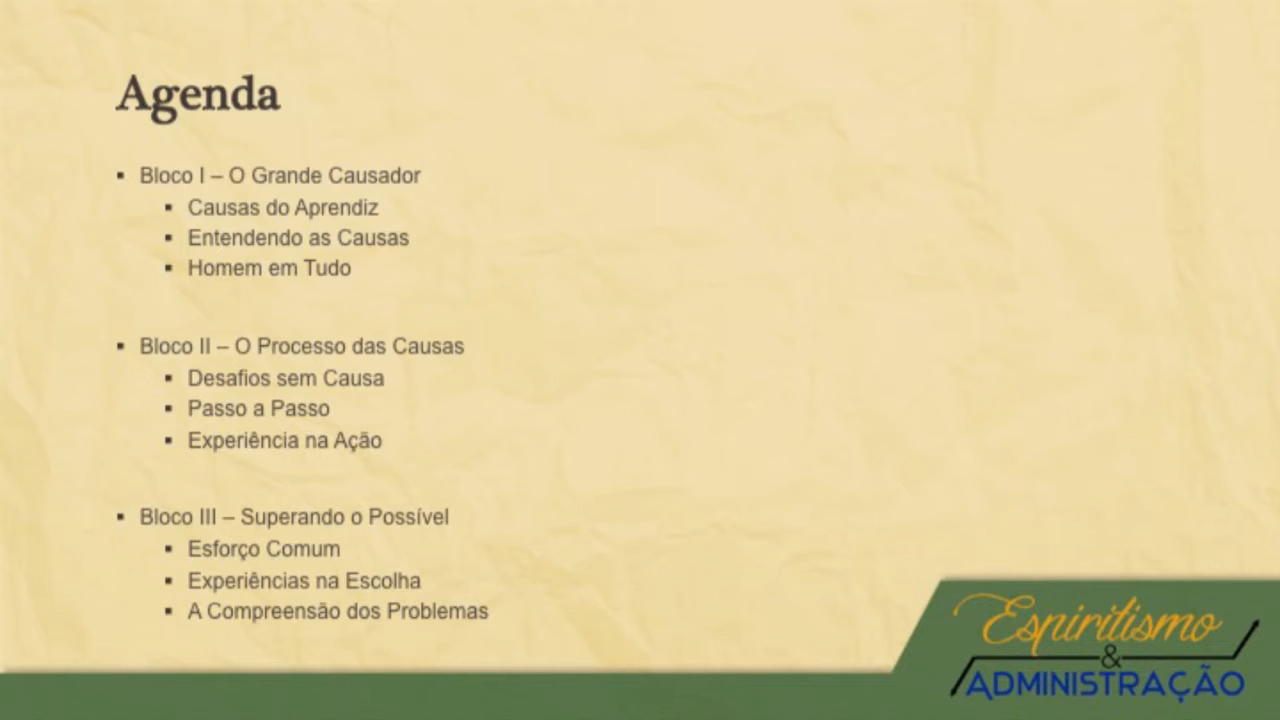 Agenda
▪ Bloco I – O Grande Causador
▪ Causas do Aprendiz
▪ Entendendo as Causas
▪ Homem em Tudo
▪ Bloco II – O Processo das Causas
▪ Desafios sem Causa
▪ Passo a Passo
▪ Experiência na Ação
▪ Bloco III – Superando o Possível
▪ Esforço Comum
▪ Experiências na Escolha
▪ A Compreensão dos Problemas
Espiritismo
&
ADMINISTRAÇÃO